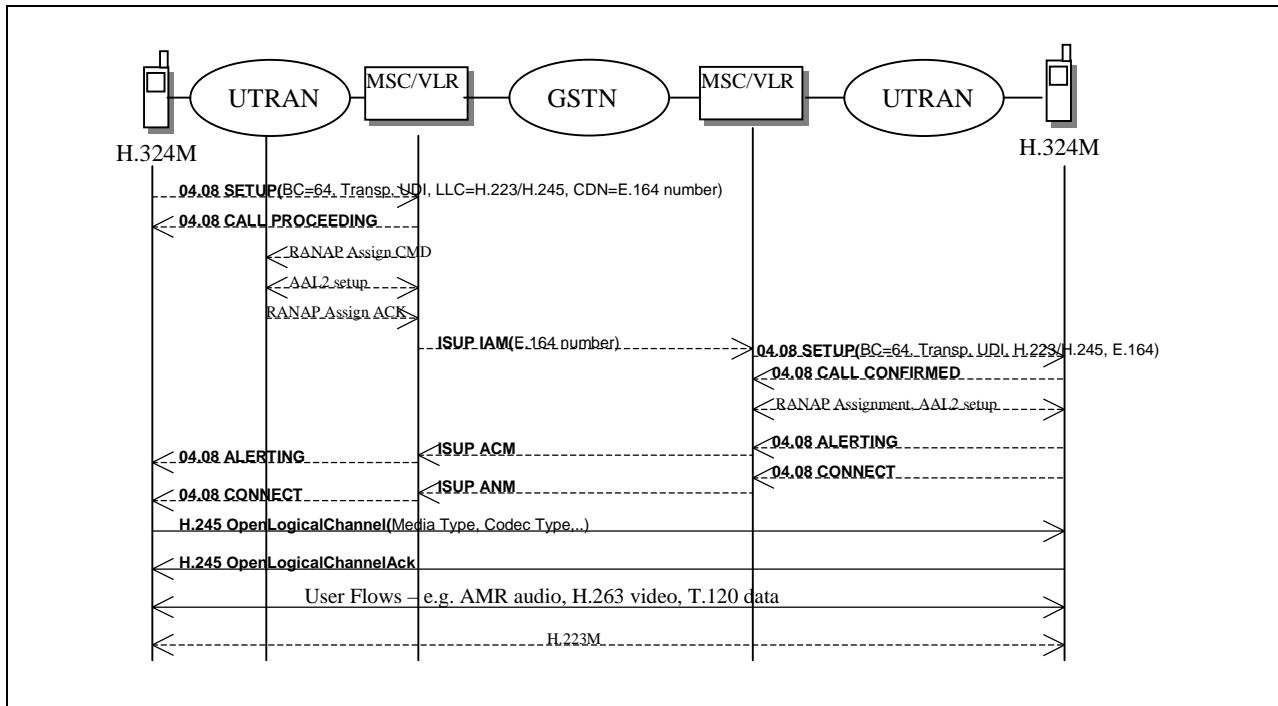 UTRAN
MSC/VLR
GSTN
MSC/VLR
UTRAN
H.324M
H.324M
04.08 SETUP(BC=64, Transp, UDI, LLC=H.223/H.245, CDN=E.164 number)
04.08 CALL PROCEEDING
RANAP Assign CMD
AAL2 setup
RANAP Assign ACK
ISUP IAM(E.164 number)
04.08 SETUP(BC=64, Transp, UDI, H.223/H.245, E.164)
04.08 CALL CONFIRMED
RANAP Assignment, AAL2 setup
04.08 ALERTING
ISUP ACM
04.08 ALERTING
04.08 CONNECT
ISUP ANM
04.08 CONNECT
H.245 OpenLogicalChannel(Media Type, Codec Type,..)
H.245 OpenLogicalChannelAck
User Flows – e.g. AMR audio, H.263 video, T.120 data
H.223M